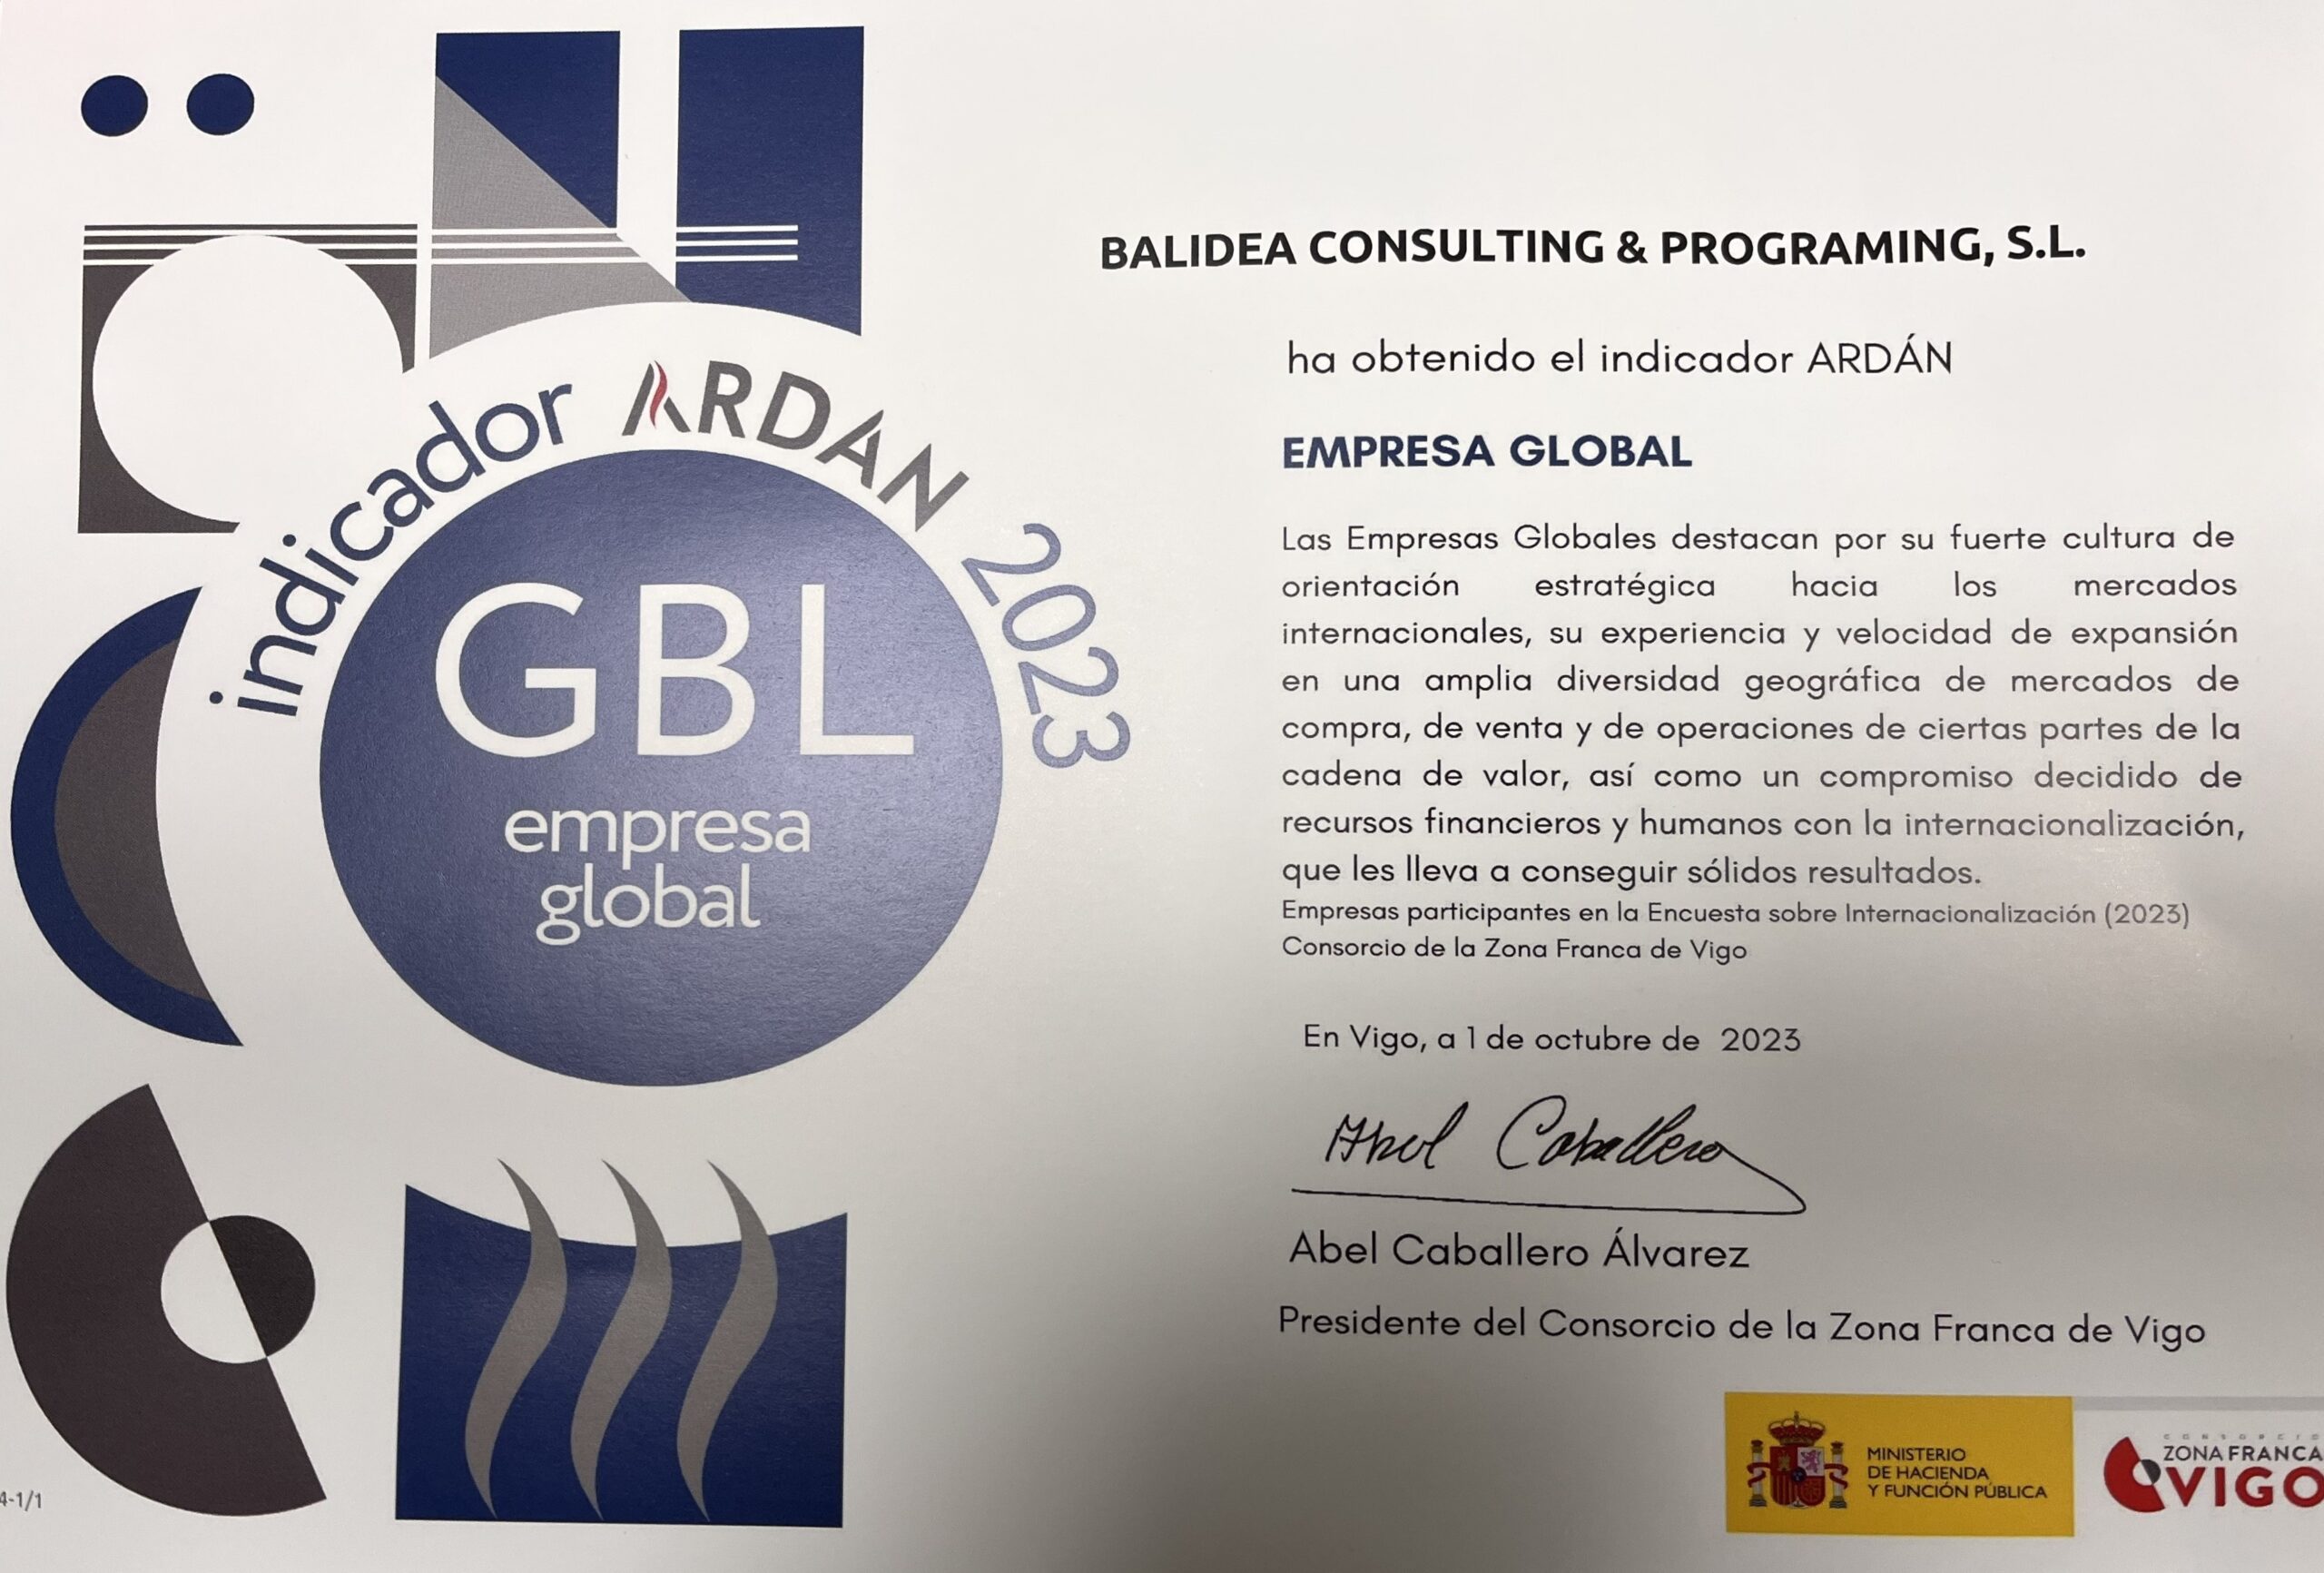 indicador ARDÁN 2023
GBL
empresa
global
BALIDEA CONSULTING & PROGRAMING, S.L.
ha obtenido el indicador ARDÁN
EMPRESA GLOBAL
Las Empresas Globales destacan por su fuerte cultura de
orientación estratégica hacia los mercados
internacionales, su experiencia y velocidad de expansión
en una amplia diversidad geográfica de mercados de
compra, de venta y de operaciones de ciertas partes de la
cadena de valor, así como un compromiso decidido de
recursos financieros y humanos con la internacionalización,
que les lleva a conseguir sólidos resultados.
Empresas participantes en la Encuesta sobre Internacionalización (2023)
Consorcio de la Zona Franca de Vigo
En Vigo, a 1 de octubre de 2023
Abel Caballero
Abel Caballero Álvarez
Presidente del Consorcio de la Zona Franca de Vigo
MINISTERIO
DE HACIENDA
Y FUNCIÓN PÚBLICA
CONSORCIO
ZONA FRANCA
VIGO
4-1/1